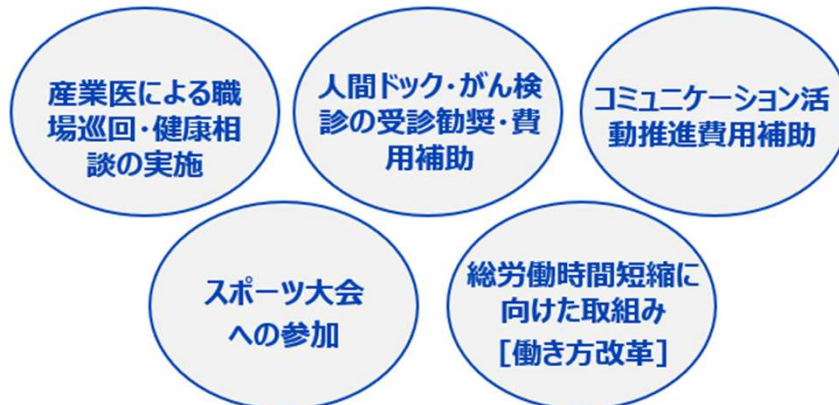 産業医による職
場巡回・健康相
談の実施
人間ドック・がん検
診の受診勧奨・費
用補助
コミュニケーション活
動推進費用補助
スポーツ大会
への参加
総労働時間短縮に
向けた取組み
[働き方改革]